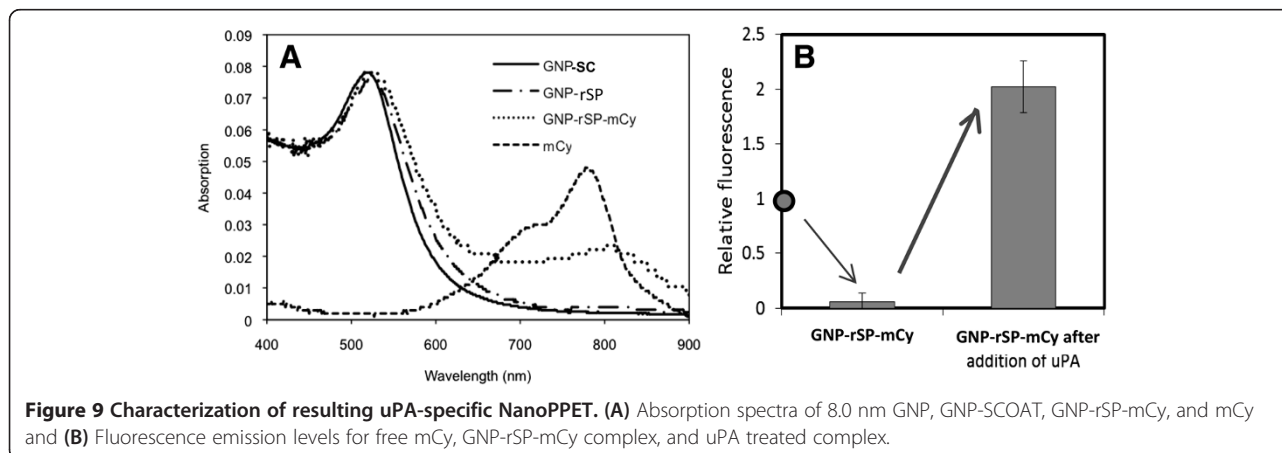 A
0.09
0.08
0.07
0.06
0.05
0.04
0.03
0.02
0.01
0
Absorption
GNP-SC
GNP-rSP
GNP-rSP-mCy
mCy
400 500 600 700 800 900
Wavelength (nm)
B
2.5
2
1.5
1
0.5
0
Relative fluorescence
GNP-rSP-mCy
GNP-rSP-mCy after
addition of uPA
Figure 9 Characterization of resulting uPA-specific NanoPPET. (A) Absorption spectra of 8.0 nm GNP, GNP-SCOAT, GNP-rSP-mCy, and mCy
and (B) Fluorescence emission levels for free mCy, GNP-rSP-mCy complex, and uPA treated complex.